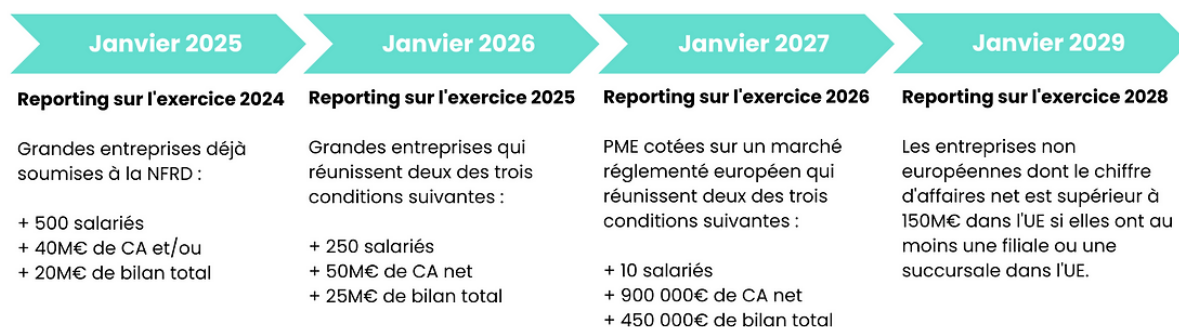 Janvier 2025
Reporting sur l'exercice 2024
Grandes entreprises déjà
soumises à la NFRD :
+ 500 salariés
+ 40M€ de CA et/ou
+ 20M€ de bilan total
Janvier 2026
Reporting sur l'exercice 2025
Grandes entreprises qui
réunissent deux des trois
conditions suivantes :
+ 250 salariés
+ 50M€ de CA net
+ 25M€ de bilan total
Janvier 2027
Reporting sur l'exercice 2026
PME cotées sur un marché
réglementé européen qui
réunissent deux des trois
conditions suivantes :
+ 10 salariés
+ 900 000€ de CA net
+ 450 000€ de bilan total
Janvier 2029
Reporting sur l'exercice 2028
Les entreprises non
européennes dont le chiffre
d'affaires net est supérieur à
150M€ dans l'UE si elles ont au
moins une filiale ou une
succursale dans l'UE.